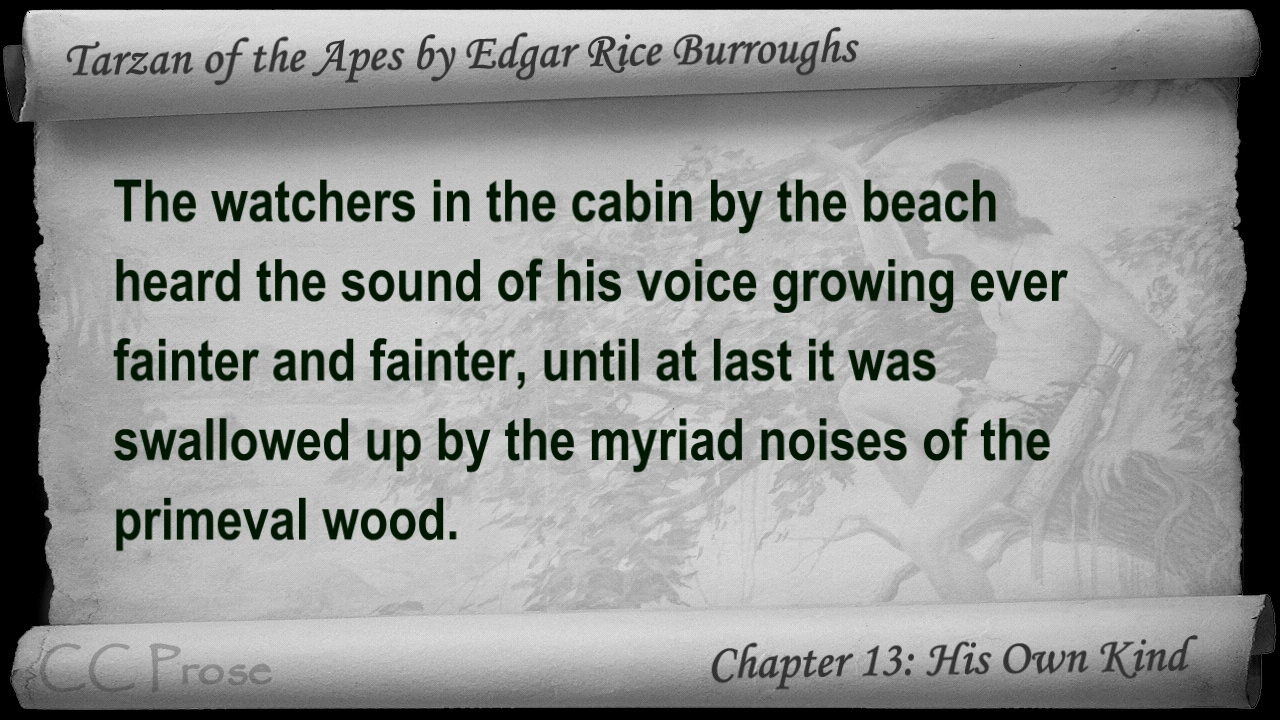 Tarzan of the Apes by Edgar Rice Burroughs
The watchers in the cabin by the beach
heard the sound of his voice growing ever
fainter and fainter, until at last it was
swallowed up by the myriad noises of the
primeval wood.
CC Prose
Chapter 13: His Own Kind